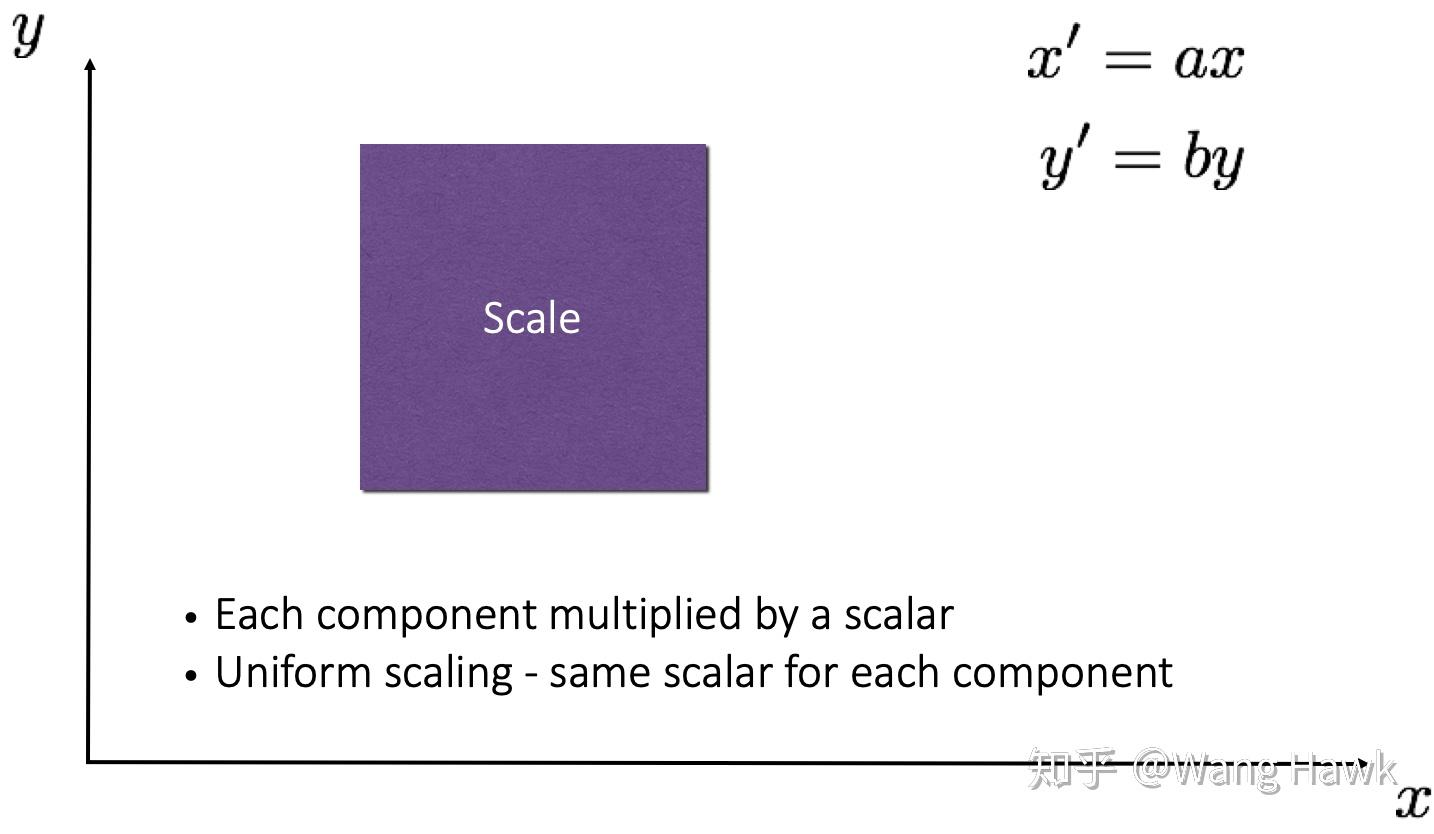 y
x′ = ax
y′ = by
Scale
• Each component multiplied by a scalar
• Uniform scaling - same scalar for each component
知乎 @Wang Hawk
x